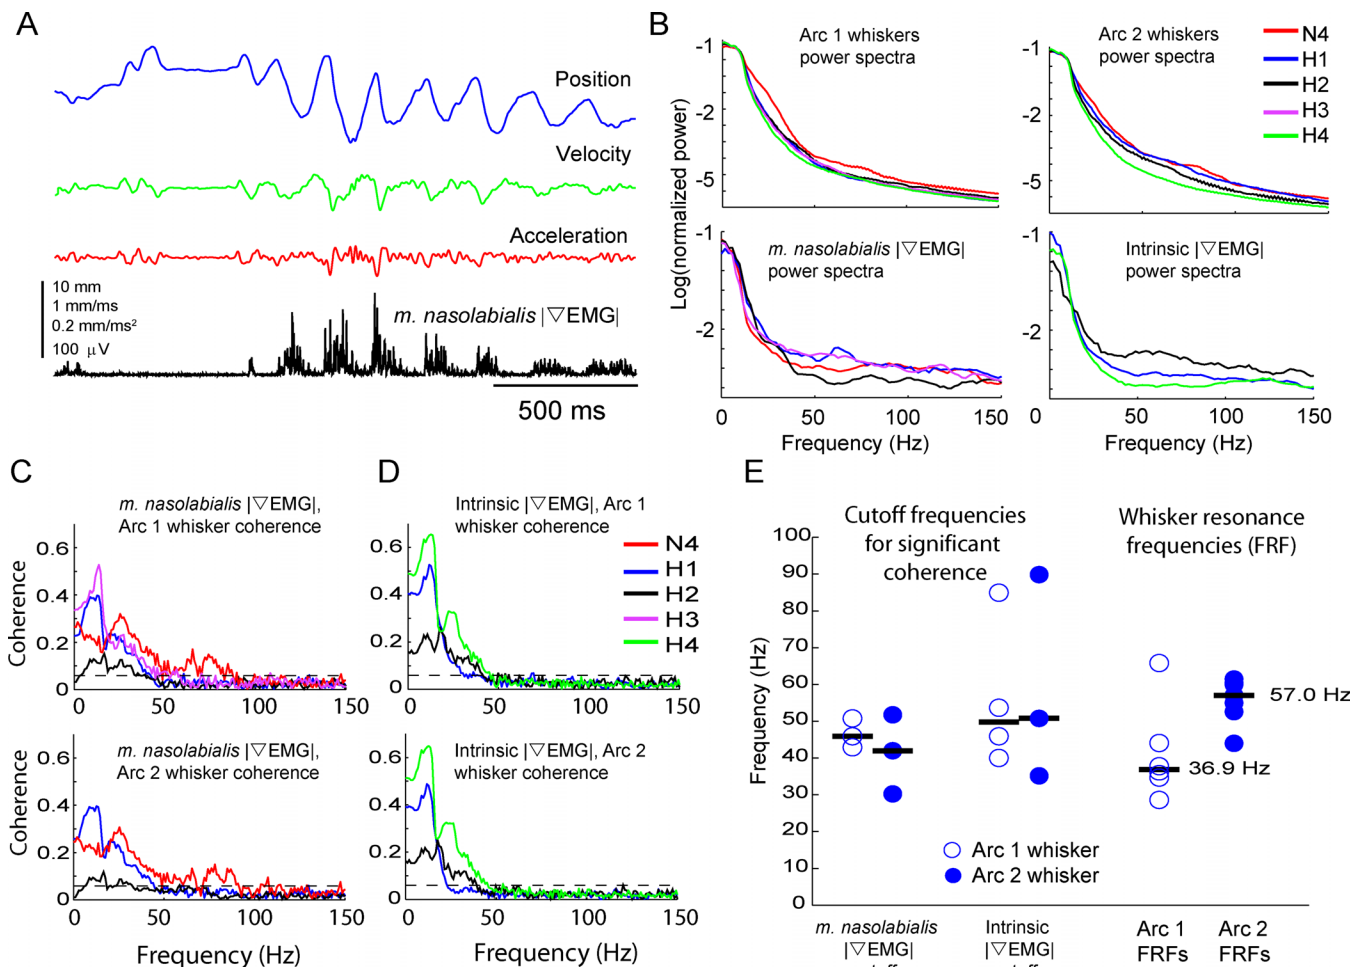 A
Position
Velocity
Acceleration
10 mm
1 mm/ms
0.2 mm/ms²
100 μV
m. nasolabialis |▽EMG|
500 ms
B
Arc 1 whiskers
power spectra
Arc 2 whiskers
power spectra
N4
H1
H2
H3
H4
Log(normalized power)
-1
-2
-5
-1
-2
-5
m. nasolabialis |▽EMG|
power spectra
Intrinsic |▽EMG|
power spectra
-1
-2
-1
-2
0 50 100 150
0 50 100 150
Frequency (Hz)
Frequency (Hz)
C
m. nasolabialis |▽EMG|,
Arc 1 whisker coherence
Coherence
0.6
0.4
0.2
0
0 50 100 150
m. nasolabialis |▽EMG|,
Arc 2 whisker coherence
Coherence
0.4
0.2
0
0 50 100 150
Frequency (Hz)
D
Intrinsic |▽EMG|, Arc 1
whisker coherence
N4
H1
H2
H3
H4
0.6
0.4
0.2
0
0 50 100 150
Intrinsic |▽EMG|, Arc 2
whisker coherence
0.4
0.2
0
0 50 100 150
Frequency (Hz)
E
Cutoff frequencies
for significant
coherence
Whisker resonance
frequencies (FRF)
Frequency (Hz)
100
90
80
70
60
50
40
30
20
10
0
57.0 Hz
36.9 Hz
Arc 1 whisker
Arc 2 whisker
m. nasolabialis
|▽EMG|
Intrinsic
|▽EMG|
Arc 1
FRFs
Arc 2
FRFs